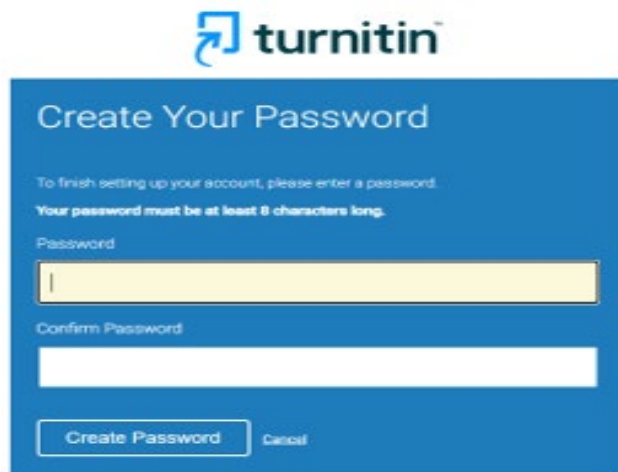 turnitin
Create Your Password
To finish setting up your account, please enter a password.
Your password must be at least 8 characters long.
Password
Confirm Password
Create Password Cancel